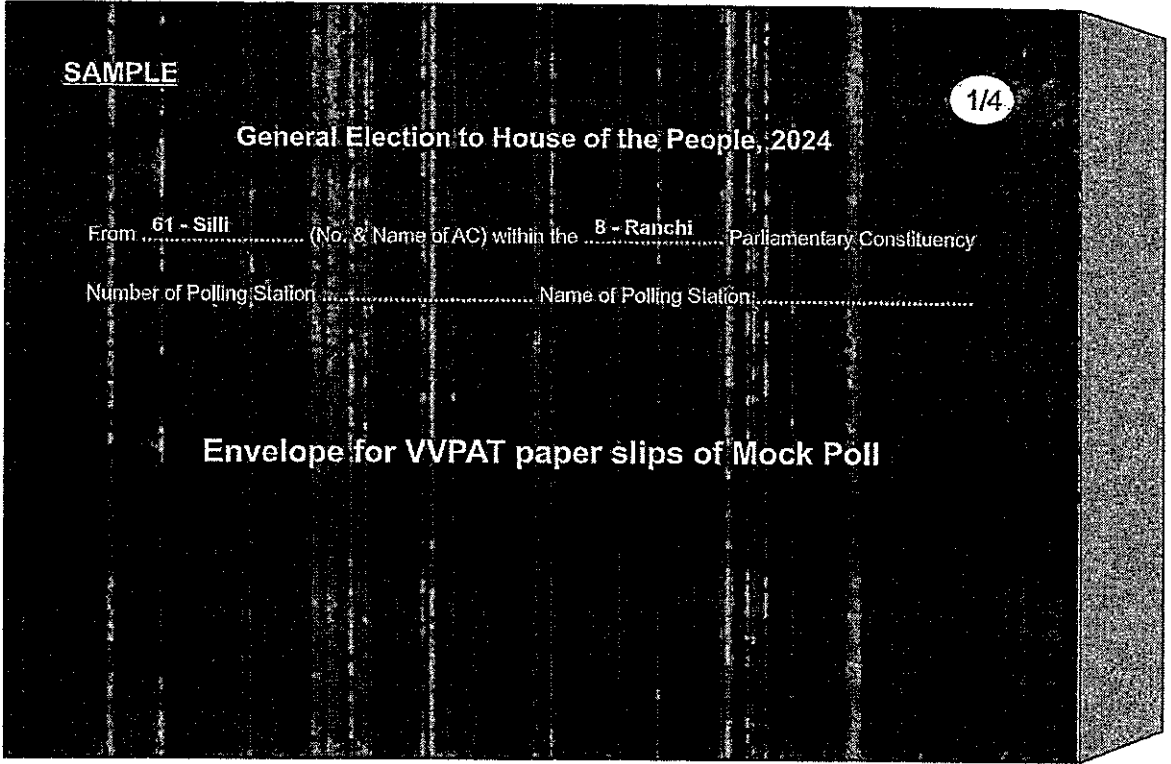 SAMPLE
1/4
General Election to House of the People, 2024
From ..61 - Silli.............. (No. & Name of AC) within the ..8 - Ranchi...... Parliamentary Constituency
Number of Polling Station ....................................... Name of Polling Station ........................................
Envelope for VVPAT paper slips of Mock Poll